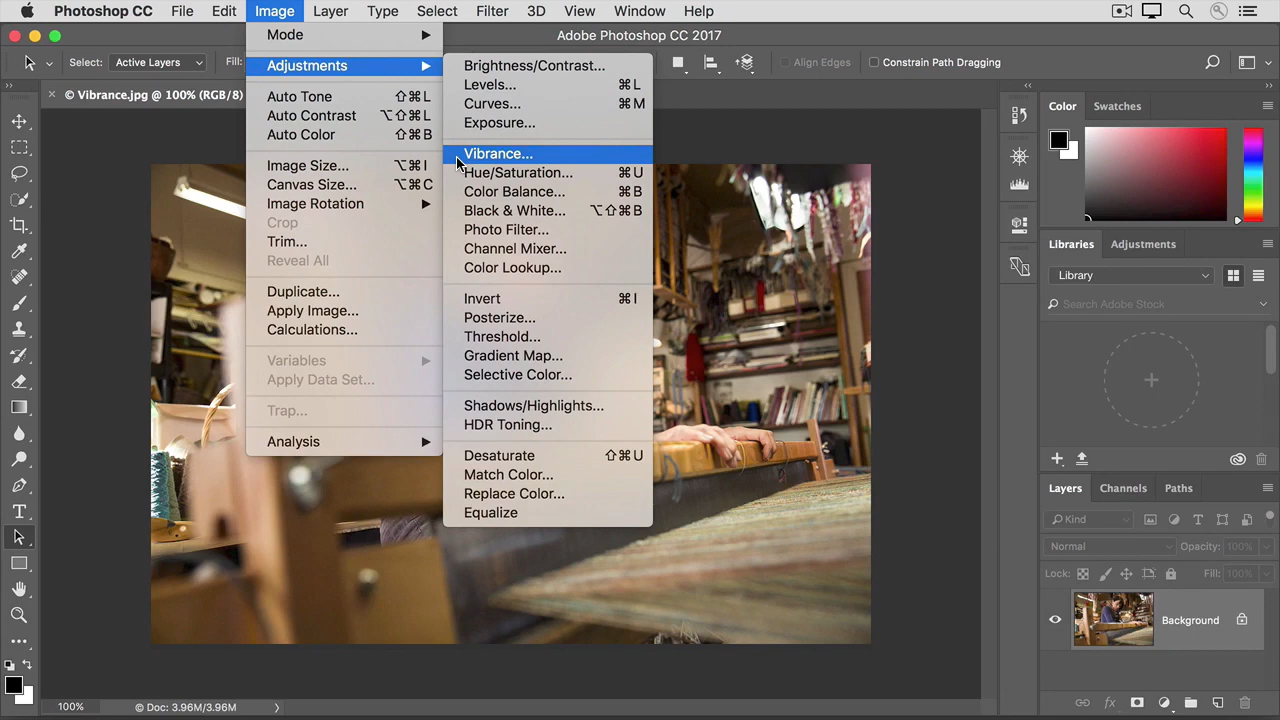 Photoshop CC File Edit Image Layer Type Select Filter 3D View Window Help
Adobe Photoshop CC 2017
Select: Active Layers Fill: Align Edges Constrain Path Dragging
× © Vibrance.jpg @ 100% (RGB/8)
Mode
Adjustments
Auto Tone ⇧⌘L
Auto Contrast ⌥⇧⌘L
Auto Color ⇧⌘B
Image Size... ⌥⌘I
Canvas Size... ⌥⌘C
Image Rotation
Crop
Trim...
Reveal All
Duplicate...
Apply Image...
Calculations...
Variables
Apply Data Set...
Trap...
Analysis
Brightness/Contrast...
Levels... ⌘L
Curves... ⌘M
Exposure...
Vibrance...
Hue/Saturation... ⌘U
Color Balance... ⌘B
Black & White... ⌥⇧⌘B
Photo Filter...
Channel Mixer...
Color Lookup...
Invert ⌘I
Posterize...
Threshold...
Gradient Map...
Selective Color...
Shadows/Highlights...
HDR Toning...
Desaturate ⇧⌘U
Match Color...
Replace Color...
Equalize
Color Swatches
Libraries Adjustments
Library
Search Adobe Stock
Layers Channels Paths
Kind
Normal Opacity: 100%
Lock: Fill: 100%
Background
100% © Doc: 3.96M/3.96M